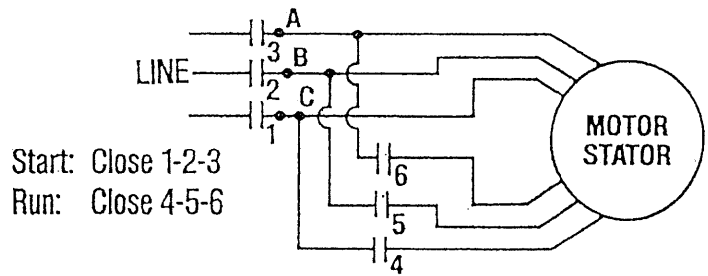 A
3
B
LINE
2
C
1
MOTOR
STATOR
Start: Close 1-2-3
6
Run: Close 4-5-6
5
4